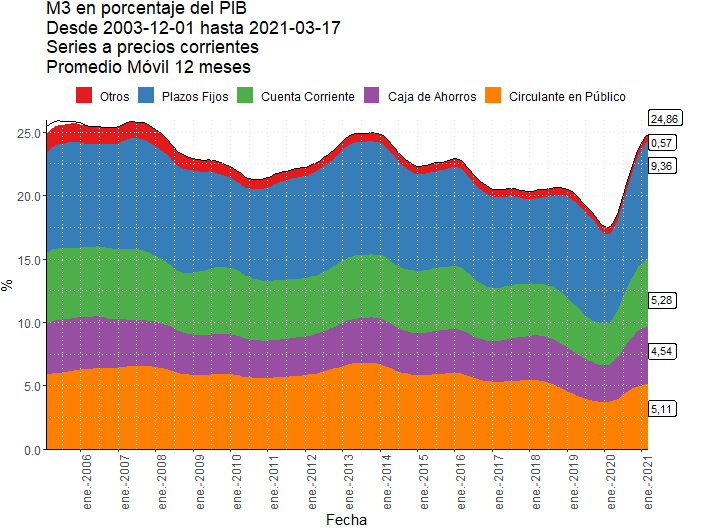 M3 en porcentaje del PIB
Desde 2003-12-01 hasta 2021-03-17
Series a precios corrientes
Promedio Móvil 12 meses
Otros Plazos Fijos Cuenta Corriente Caja de Ahorros Circulante en Público
24,86
0,57
9,36
5,28
4,54
5,11
25.0
20.0
15.0
10.0
5.0
0.0
%
ene.-2006
ene.-2007
ene.-2008
ene.-2009
ene.-2010
ene.-2011
ene.-2012
ene.-2013
ene.-2014
ene.-2015
ene.-2016
ene.-2017
ene.-2018
ene.-2019
ene.-2020
ene.-2021
Fecha